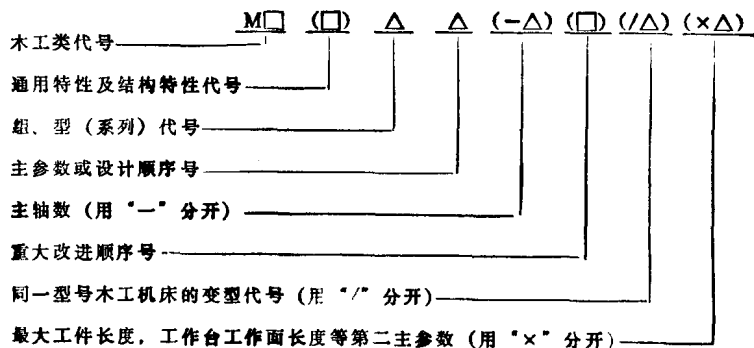 M□ (□) △ △ (-△) (□) (/△) (×△)
木工类代号
通用特性及结构特性代号
组、型（系列）代号
主参数或设计顺序号
主轴数（用“一”分开）
重大改进顺序号
同一型号木工机床的变型代号（用“/”分开）
最大工件长度，工作台工作面长度等第二主参数（用“×”分开）